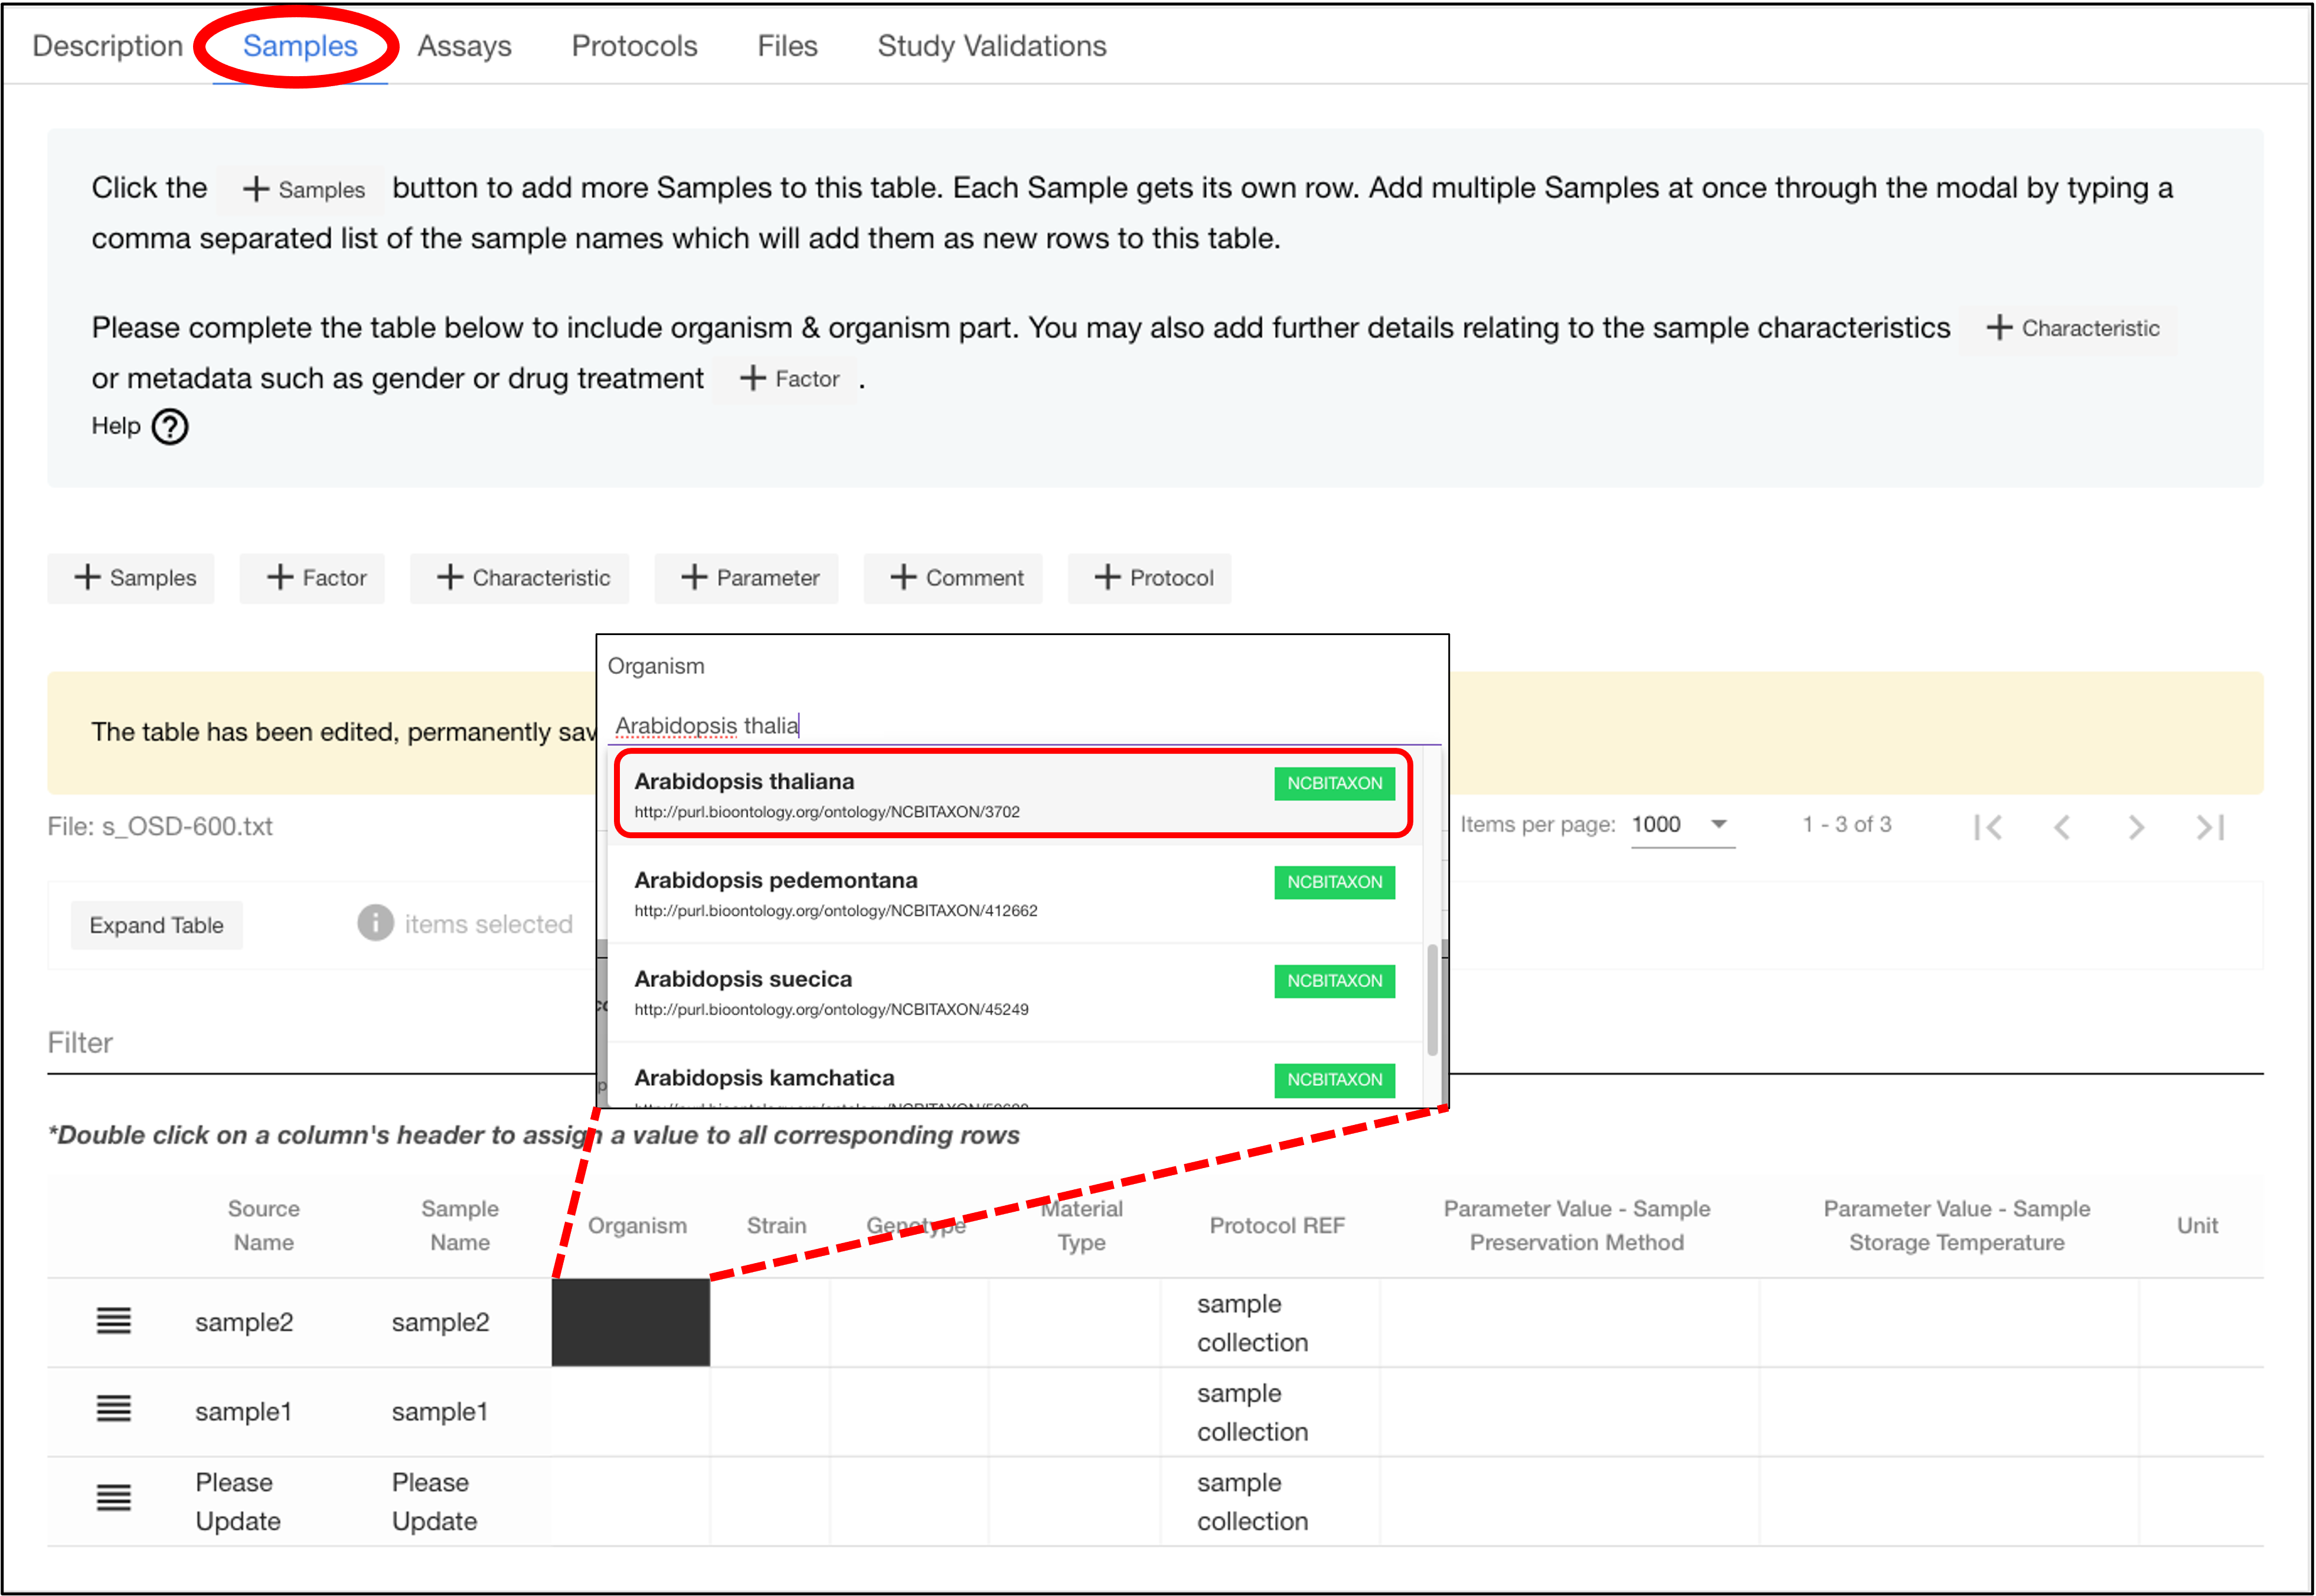 Description Samples Assays Protocols Files Study Validations
Click the + Samples button to add more Samples to this table. Each Sample gets its own row. Add multiple Samples at once through the modal by typing a
comma separated list of the sample names which will add them as new rows to this table.
Please complete the table below to include organism & organism part. You may also add further details relating to the sample characteristics + Characteristic
or metadata such as gender or drug treatment + Factor .
Help ?
+ Samples + Factor + Characteristic + Parameter + Comment + Protocol
Organism
Arabidopsis thalia
The table has been edited, permanently
Arabidopsis thaliana NCBITAXON
http://purl.bioontology.org/ontology/NCBITAXON/3702
File: s_OSD-600.txt
Items per page: 1000 1 - 3 of 3
Arabidopsis pedemontana NCBITAXON
http://purl.bioontology.org/ontology/NCBITAXON/412662
Expand Table i items selected
Arabidopsis suecica NCBITAXON
http://purl.bioontology.org/ontology/NCBITAXON/45249
Filter
Arabidopsis kamchatica NCBITAXON
*Double click on a column's header to assign a value to all corresponding rows
Source Name Sample Name Organism Strain Genotype Material Type Protocol REF Parameter Value - Sample Preservation Method Parameter Value - Sample Storage Temperature Unit
sample2 sample2 sample collection
sample1 sample1 sample collection
Please Update Please Update sample collection